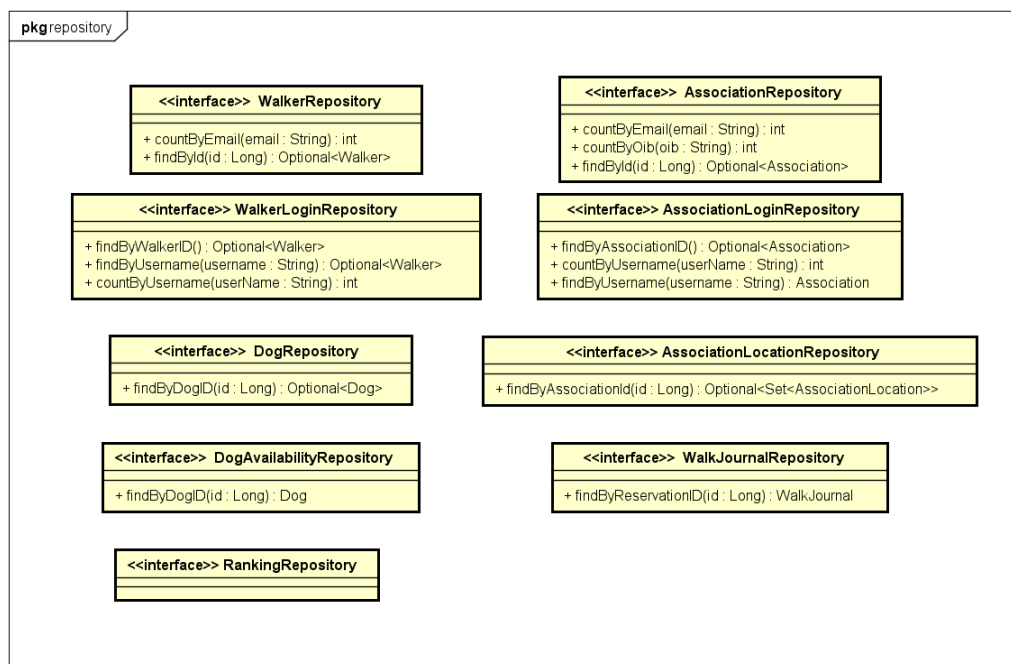 pkg repository
<<interface>> WalkerRepository
+ countByEmail(email : String) : int
+ findById(id : Long) : Optional<Walker>
<<interface>> AssociationRepository
+ countByEmail(email : String) : int
+ countByOib(oib : String) : int
+ findById(id : Long) : Optional<Association>
<<interface>> WalkerLoginRepository
+ findByWalkerID() : Optional<Walker>
+ findByUsername(username : String) : Optional<Walker>
+ countByUsername(userName : String) : int
<<interface>> AssociationLoginRepository
+ findByAssociationID() : Optional<Association>
+ countByUsername(userName : String) : int
+ findByUsername(username : String) : Association
<<interface>> DogRepository
+ findByDogID(id : Long) : Optional<Dog>
<<interface>> AssociationLocationRepository
+ findByAssociationId(id : Long) : Optional<Set<AssociationLocation>>
<<interface>> DogAvailabilityRepository
+ findByDogID(id : Long) : Dog
<<interface>> WalkJournalRepository
+ findByReservationID(id : Long) : WalkJournal
<<interface>> RankingRepository